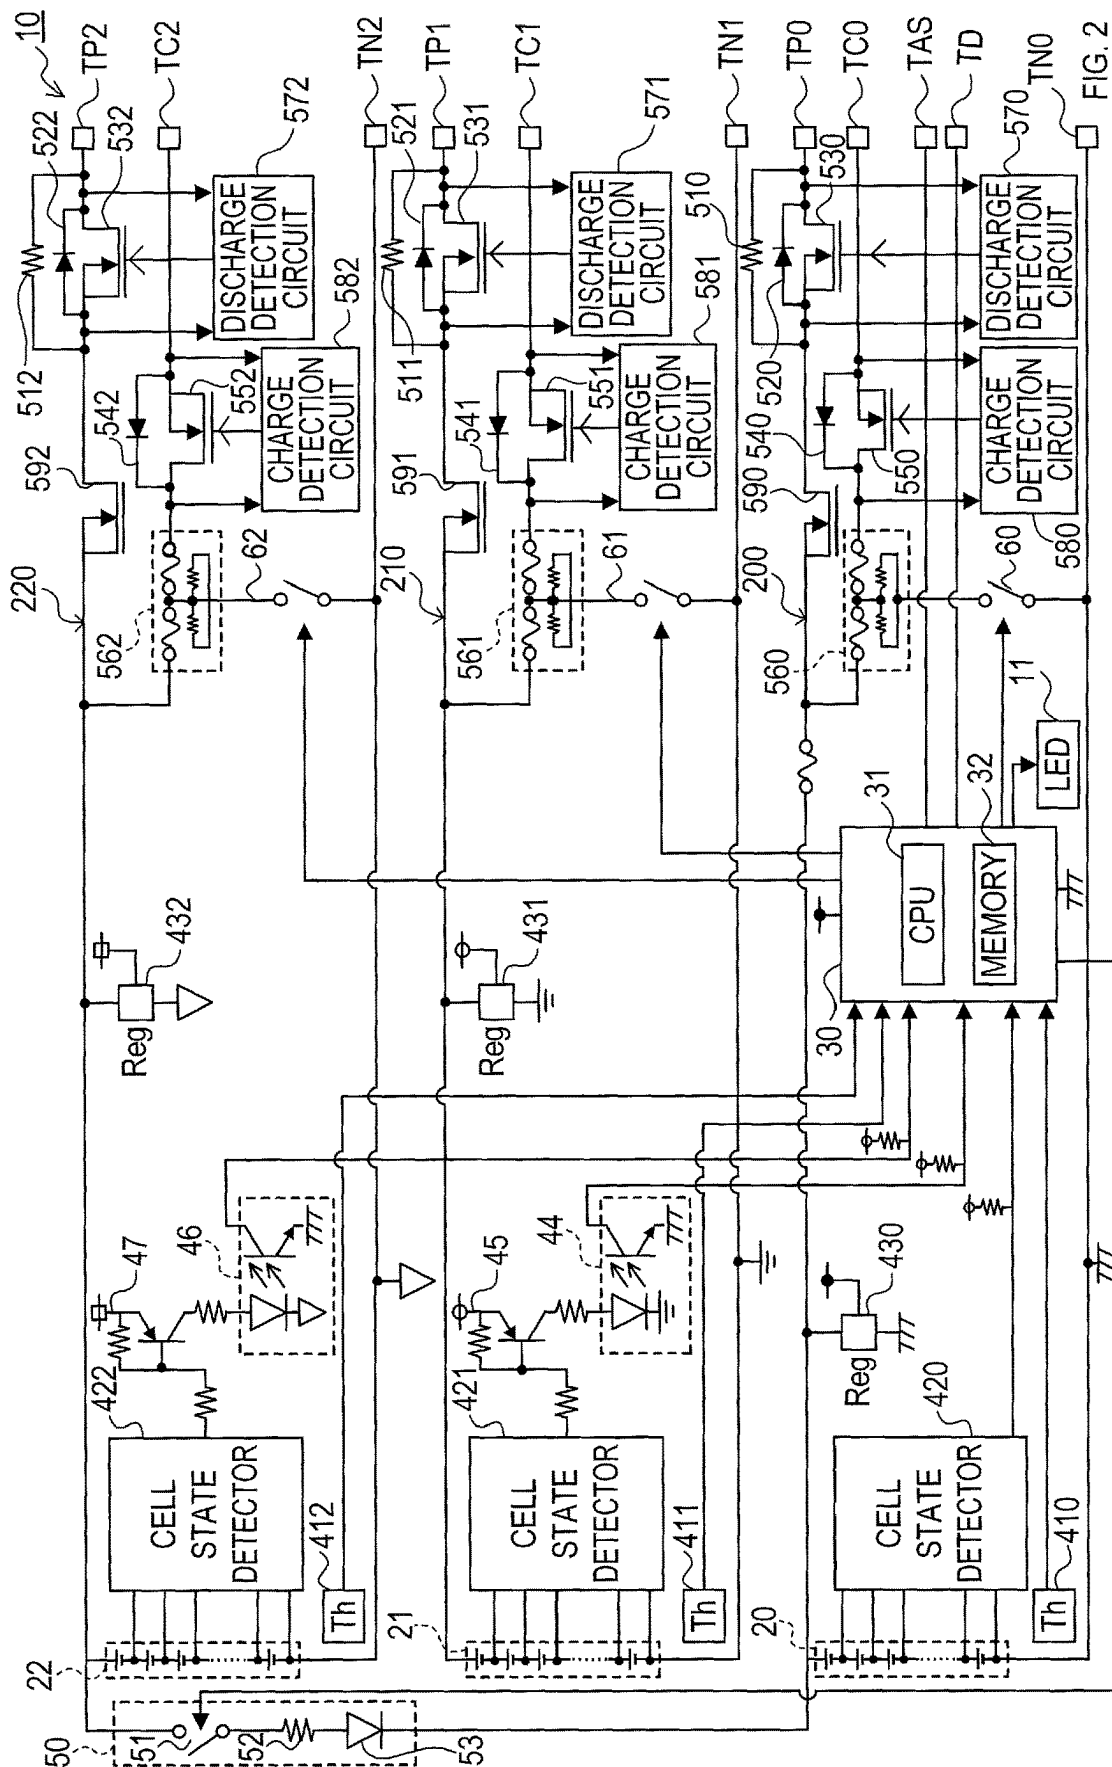 FIG. 2
10
50
51
52
53
22
CELL
STATE
DETECTOR
422
47
46
Th
412
Reg
432
220
592
512
522
532
TP2
562
542
552
TC2
62
CHARGE
DETECTION
CIRCUIT
582
DISCHARGE
DETECTION
CIRCUIT
572
TN2
21
CELL
STATE
DETECTOR
421
45
44
Th
411
Reg
431
210
591
511
521
531
TP1
561
541
551
TC1
61
CHARGE
DETECTION
CIRCUIT
581
DISCHARGE
DETECTION
CIRCUIT
571
TN1
20
CELL
STATE
DETECTOR
420
Th
410
Reg
430
30
CPU
31
MEMORY
32
LED
11
200
590
510
520
530
TP0
560
540
550
TC0
60
TAS
TD
CHARGE
DETECTION
CIRCUIT
580
DISCHARGE
DETECTION
CIRCUIT
570
TN0